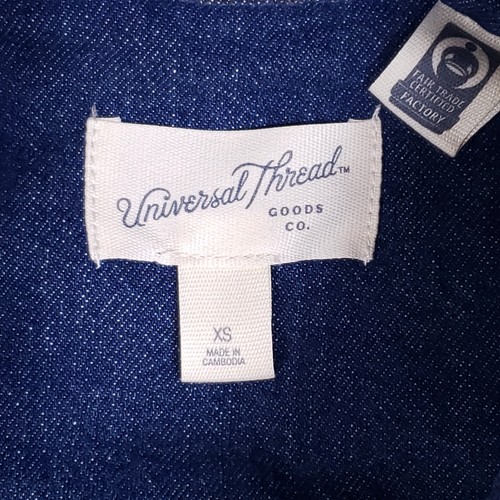 FAIR TRADE
CERTIFIED
FACTORY
Universal Thread™
GOODS
CO.
XS
MADE IN
CAMBODIA